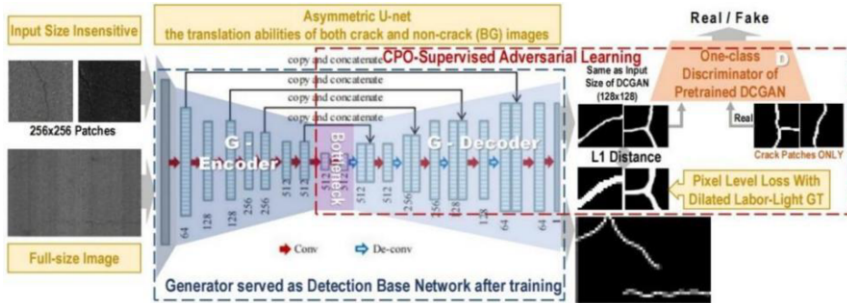 Input Size Insensitive
256x256 Patches
Full-size Image
Asymmetric U-net
the translation abilities of both crack and non-crack (BG) images
CPO-Supervised Adversarial Learning
copy and concatenate
copy and concatenate
copy and concatenate
copy and concatenate
G -
Encoder
Bottleneck
G - Decoder
64
128
128
256
256
512
512
512
512
512
512
256
256
128
128
64
64
Conv
De-conv
Generator served as Detection Base Network after training
Same as Input
Size of DCGAN
(128x128)
L1 Distance
Real / Fake
D
One-class
Discriminator of
Pretrained DCGAN
Real
Crack Patches ONLY
Pixel Level Loss With
Dilated Labor-Light GT